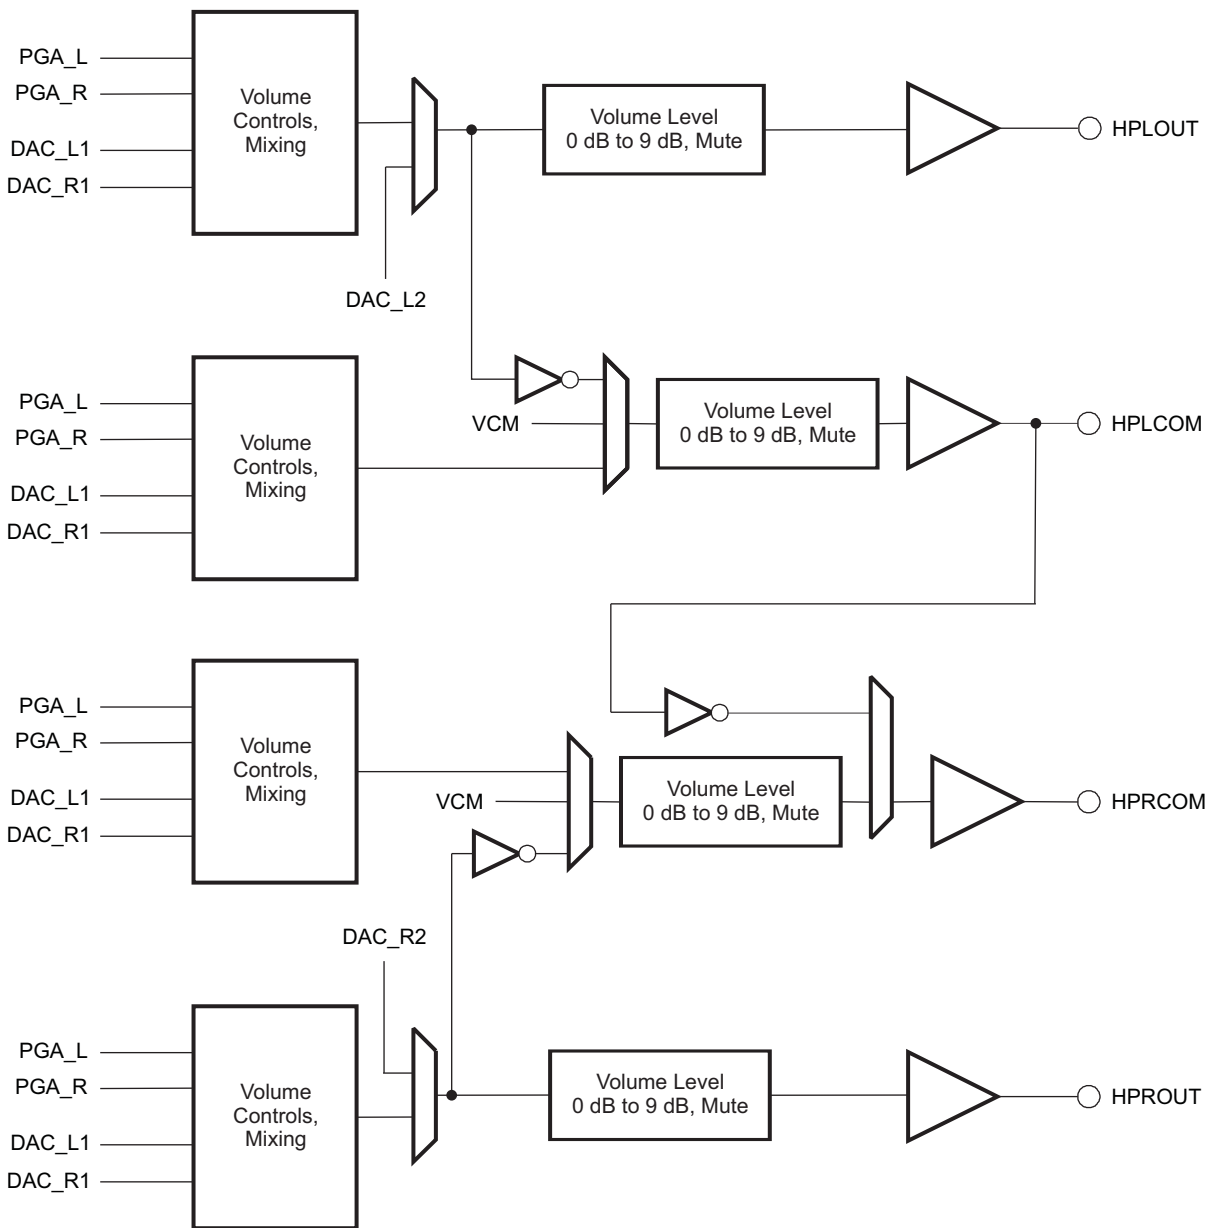 PGA_L
PGA_R
DAC_L1
DAC_R1
Volume
Controls,
Mixing
DAC_L2
Volume Level
0 dB to 9 dB, Mute
HPLOUT
PGA_L
PGA_R
DAC_L1
DAC_R1
Volume
Controls,
Mixing
VCM
Volume Level
0 dB to 9 dB, Mute
HPLCOM
PGA_L
PGA_R
DAC_L1
DAC_R1
Volume
Controls,
Mixing
VCM
Volume Level
0 dB to 9 dB, Mute
HPRCOM
DAC_R2
PGA_L
PGA_R
DAC_L1
DAC_R1
Volume
Controls,
Mixing
Volume Level
0 dB to 9 dB, Mute
HPROUT